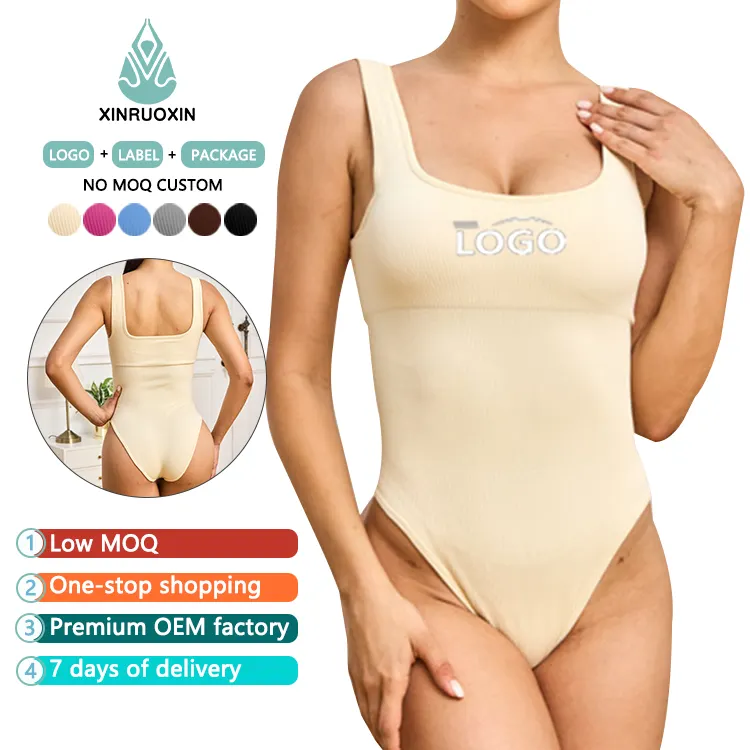 XINRUOXIN
LOGO + LABEL + PACKAGE
NO MOQ CUSTOM
LOGO
1 Low MOQ
2 One-stop shopping
3 Premium OEM factory
4 7 days of delivery